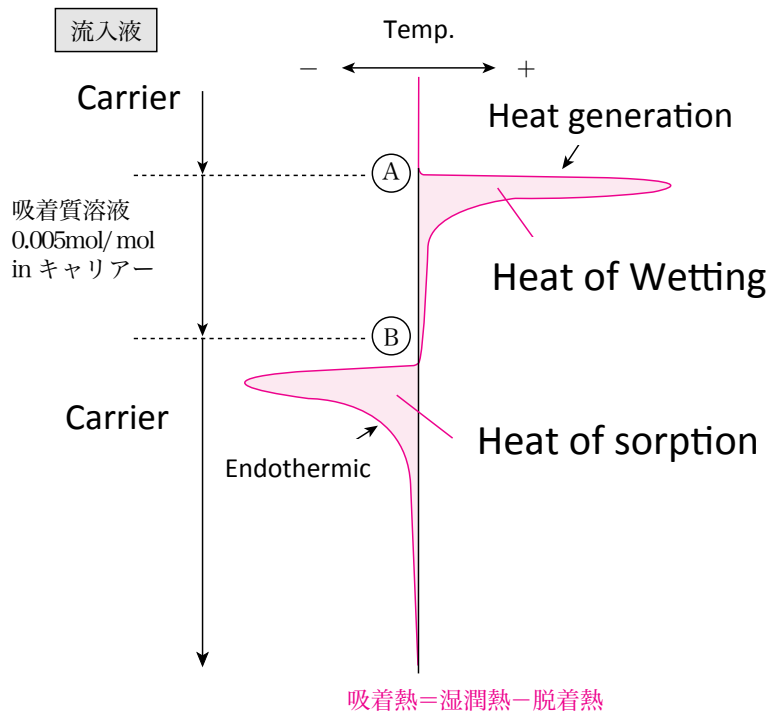 流入液
Temp.
− +
Carrier
Heat generation
A
吸着質溶液
0.005mol/ mol
in キャリアー
Heat of Wetting
B
Carrier
Heat of sorption
Endothermic
吸着熱＝湿潤熱−脱着熱